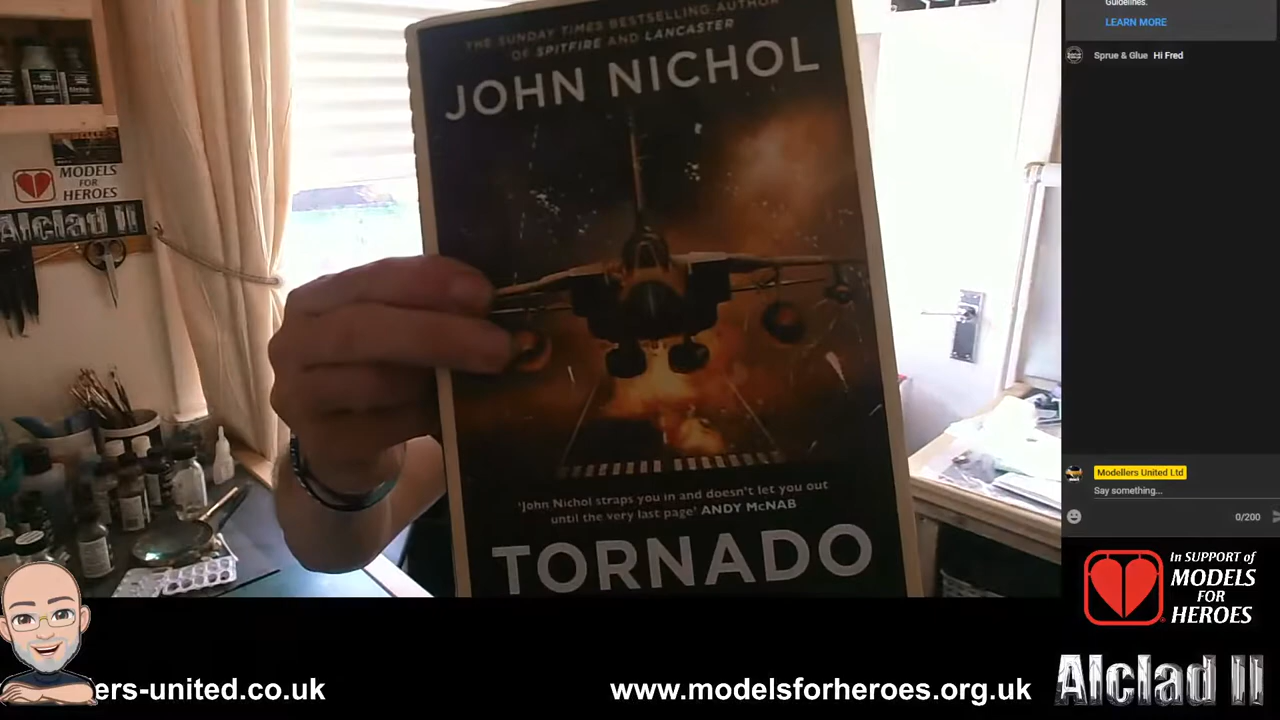 THE SUNDAY TIMES BESTSELLING AUTHOR
OF SPITFIRE AND LANCASTER
JOHN NICHOL
'John Nichol straps you in and doesn't let you out
until the very last page' ANDY McNAB
TORNADO
MODELS
FOR
HEROES
Alclad II
Guidelines.
LEARN MORE
Sprue & Glue Hi Fred
Modellers United Ltd
Say something...
0/200
In SUPPORT of
MODELS
FOR
HEROES
ers-united.co.uk
www.modelsforheroes.org.uk
Alclad II